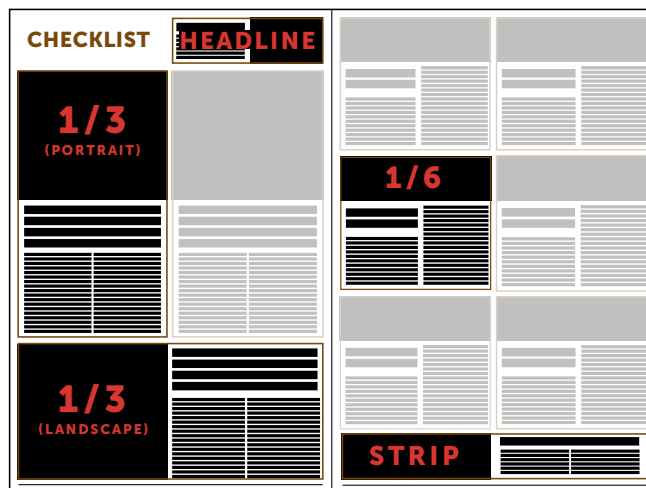 CHECKLIST
HEADLINE
1/3
(PORTRAIT)
1/3
(LANDSCAPE)
1/6
STRIP